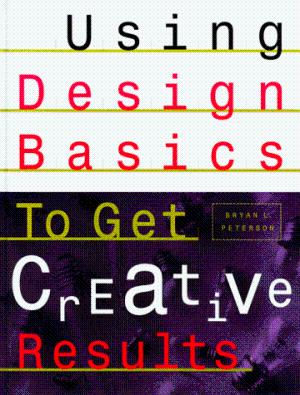 Using
Design
Basics
To Get
BRYAN L.
PETERSON
CrEative
Results